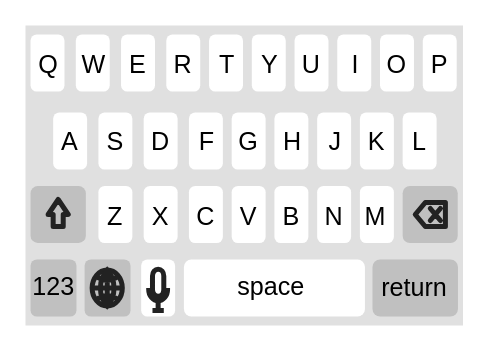 Q W E R T Y U I O P
A S D F G H J K L
Z X C V B N M
123 space return